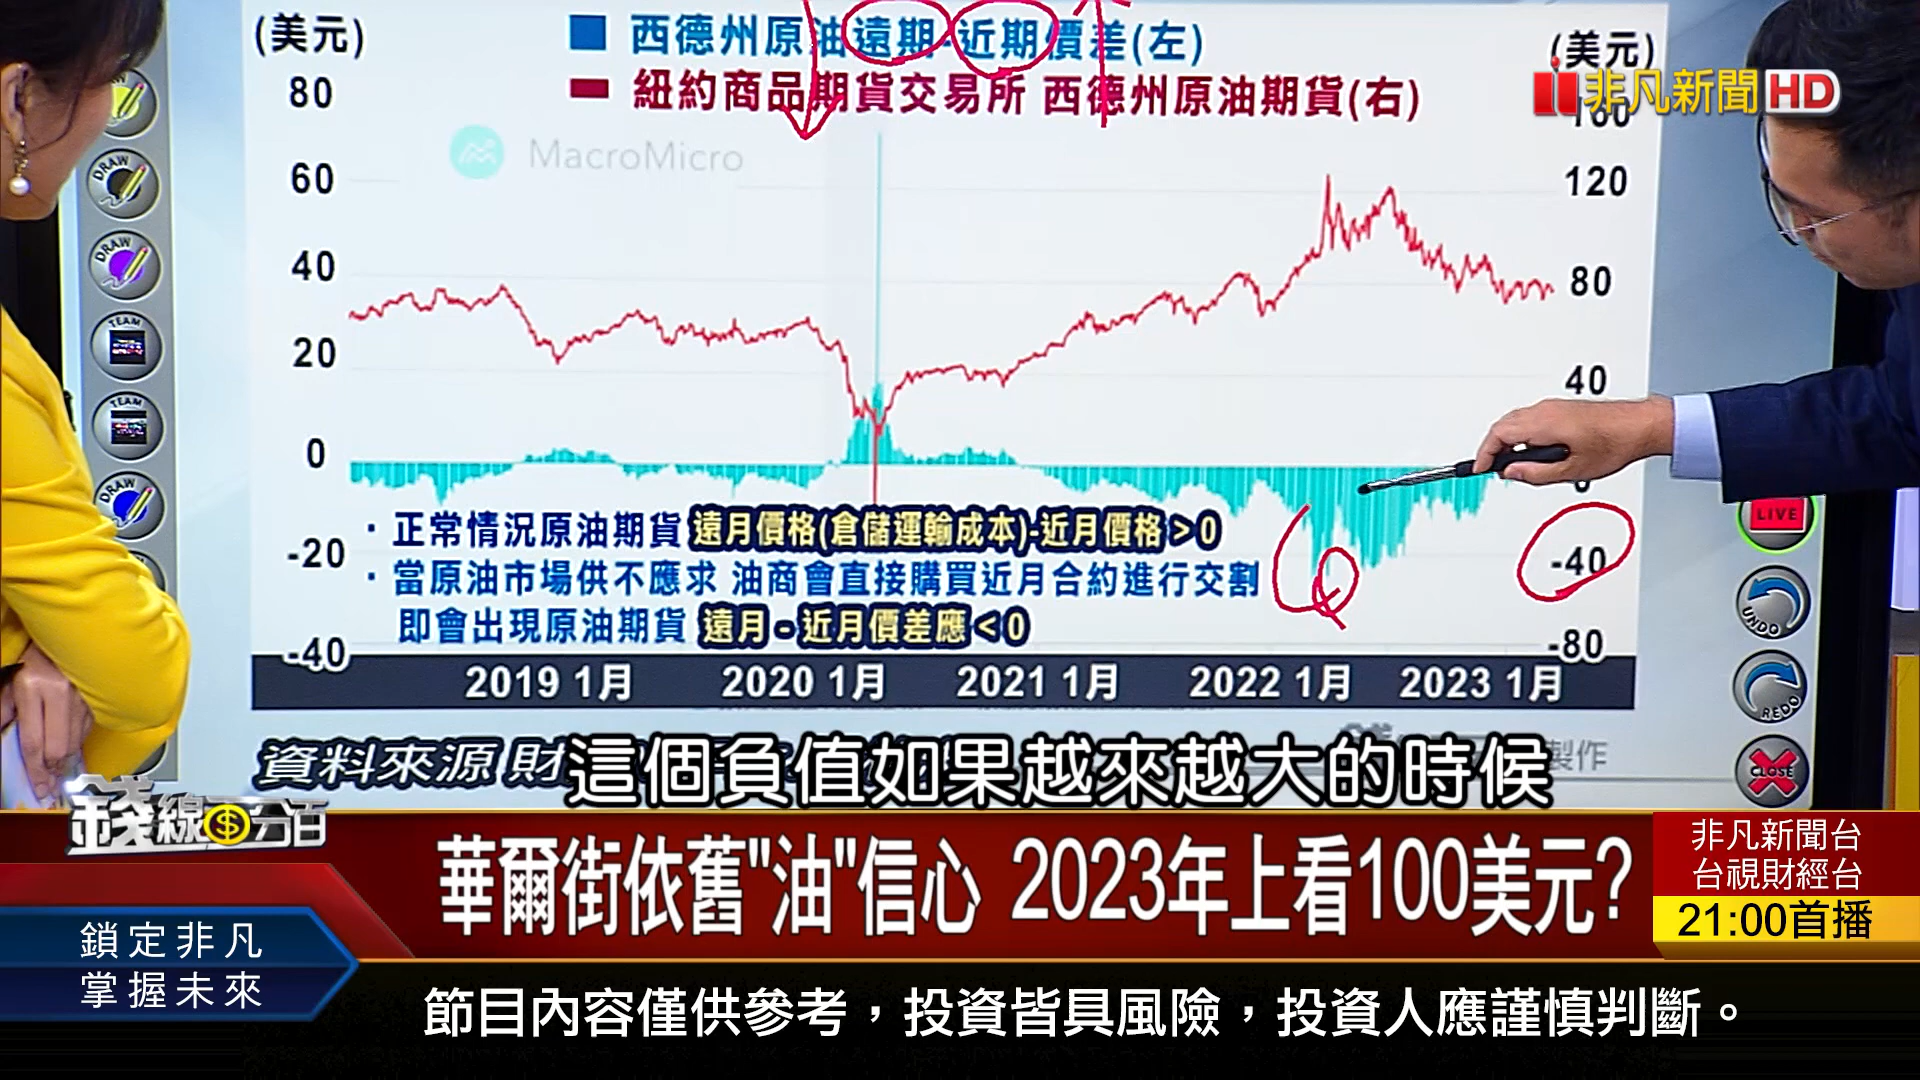 (美元)
西德州原油遠期-近期價差(左)
(美元)
紐約商品期貨交易所 西德州原油期貨(右)
非凡新聞HD
MacroMicro
80
60
40
20
0
-20
-40
160
120
80
40
0
-40
-80
・正常情況原油期貨 遠月價格(倉儲運輸成本)-近月價格>0
・當原油市場供不應求 油商會直接購買近月合約進行交割
即會出現原油期貨 遠月-近月價差應<0
2019 1月 2020 1月 2021 1月 2022 1月 2023 1月
DRAW
DRAW
DRAW
TEAM
TEAM
DRAW
LIVE
UNDO
REDO
CLOSE
資料來源 財
製作
這個負值如果越來越大的時候
錢線$百分百
華爾街依舊"油"信心 2023年上看100美元?
非凡新聞台
台視財經台
21:00首播
鎖定非凡
掌握未來
節目內容僅供參考，投資皆具風險，投資人應謹慎判斷。